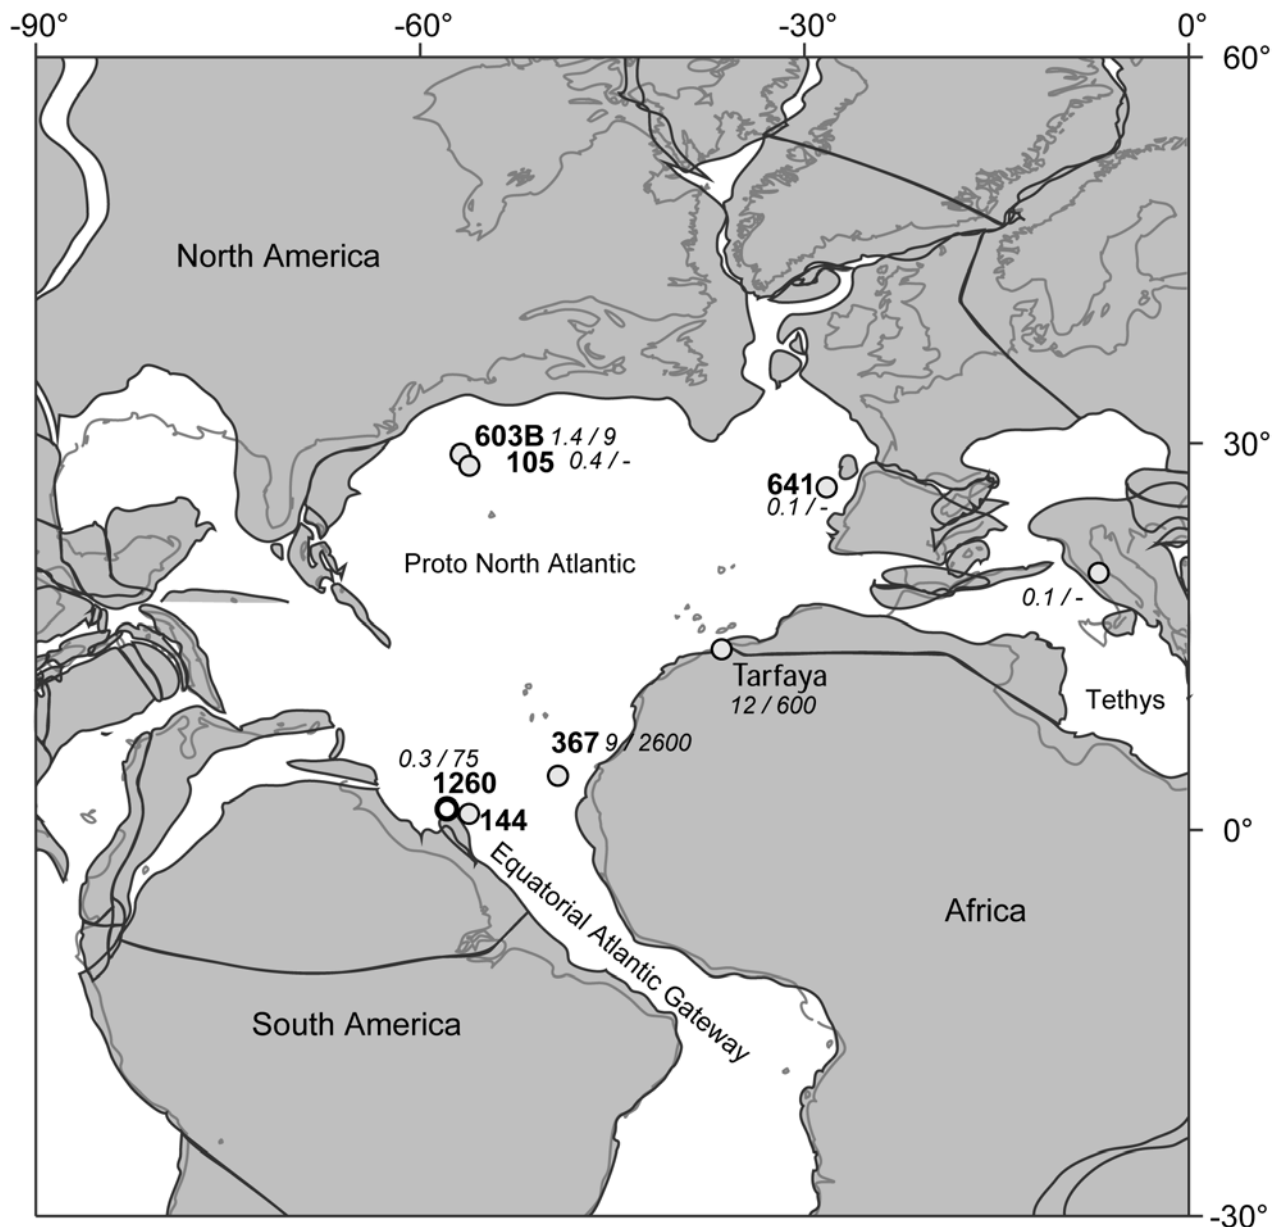 -90° -60° -30° 0°
60°
North America
603B 1.4 / 9
30°
105 0.4 / -
641
0.1 / -
Proto North Atlantic
0.1 / -
Tarfaya
12 / 600
Tethys
367 9 / 2600
0.3 / 75
1260
144
0°
Equatorial Atlantic Gateway
Africa
South America
-30°